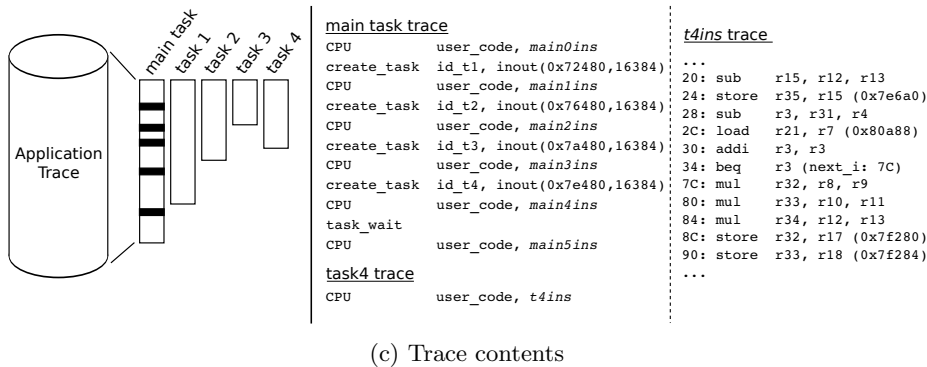 main task
task 1
task 2
task 3
task 4
Application
Trace
main task trace
CPU user_code, main0ins
create_task id_t1, inout(0x72480,16384)
CPU user_code, main1ins
create_task id_t2, inout(0x76480,16384)
CPU user_code, main2ins
create_task id_t3, inout(0x7a480,16384)
CPU user_code, main3ins
create_task id_t4, inout(0x7e480,16384)
CPU user_code, main4ins
task_wait
CPU user_code, main5ins
task4 trace
CPU user_code, t4ins
t4ins trace
...
20: sub r15, r12, r13
24: store r35, r15 (0x7e6a0)
28: sub r3, r31, r4
2C: load r21, r7 (0x80a88)
30: addi r3, r3
34: beq r3 (next_i: 7C)
7C: mul r32, r8, r9
80: mul r33, r10, r11
84: mul r34, r12, r13
8C: store r32, r17 (0x7f280)
90: store r33, r18 (0x7f284)
...
(c) Trace contents